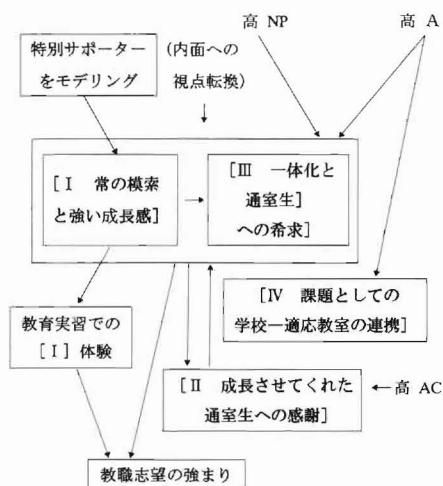 高 NP
高 A
特別サポーター
をモデリング
(内面への
視点転換)
[Ⅰ 常の模索
と強い成長感]
[Ⅲ 一体化と
通室生]
への希求]
[Ⅳ 課題としての
学校―適応教室の連携]
教育実習での
[Ⅰ] 体験
[Ⅱ 成長させてくれた
通室生への感謝]
高 AC
教職志望の強まり